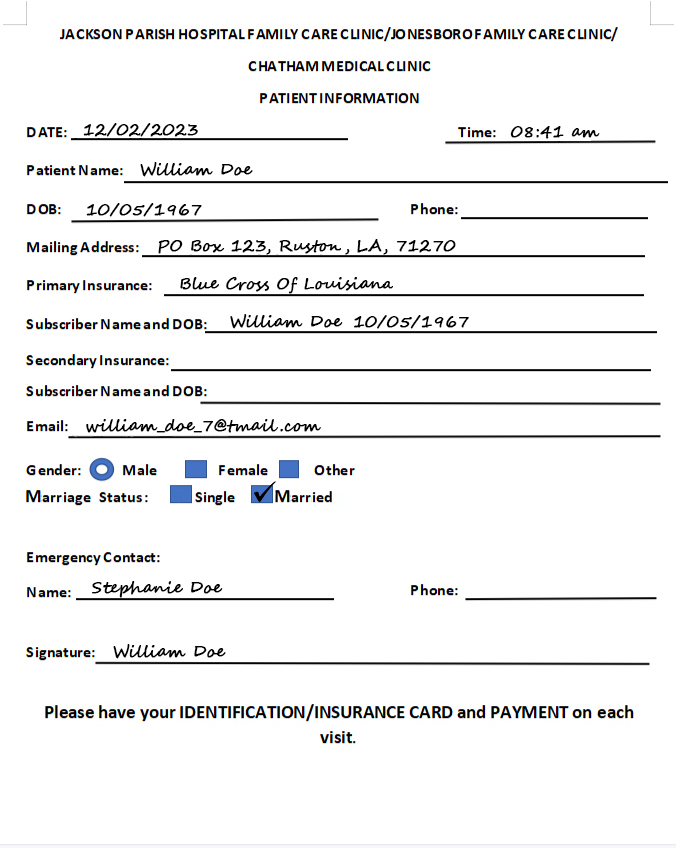 JACKSON PARISH HOSPITAL FAMILY CARE CLINIC/JONESBORO FAMILY CARE CLINIC/
CHATHAM MEDICAL CLINIC
PATIENT INFORMATION
DATE: 12/02/2023 Time: 08:41 am
Patient Name: William Doe
DOB: 10/05/1967 Phone:
Mailing Address: PO Box 123, Ruston, LA, 71270
Primary Insurance: Blue Cross Of Louisiana
Subscriber Name and DOB: William Doe 10/05/1967
Secondary Insurance:
Subscriber Name and DOB:
Email: william_doe_7@tmail.com
Gender: Male Female Other
Marriage Status: Single Married
Emergency Contact:
Name: Stephanie Doe Phone:
Signature: William Doe
Please have your IDENTIFICATION/INSURANCE CARD and PAYMENT on each
visit.